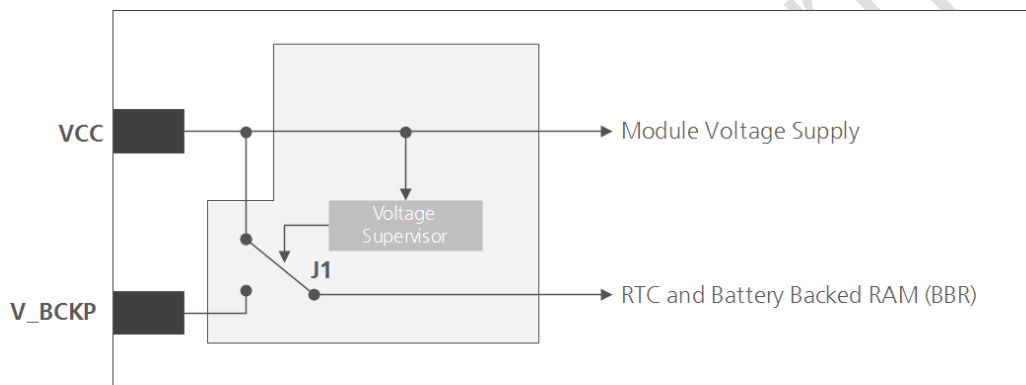 VCC
Module Voltage Supply
Voltage
Supervisor
J1
V_BCKP
RTC and Battery Backed RAM (BBR)